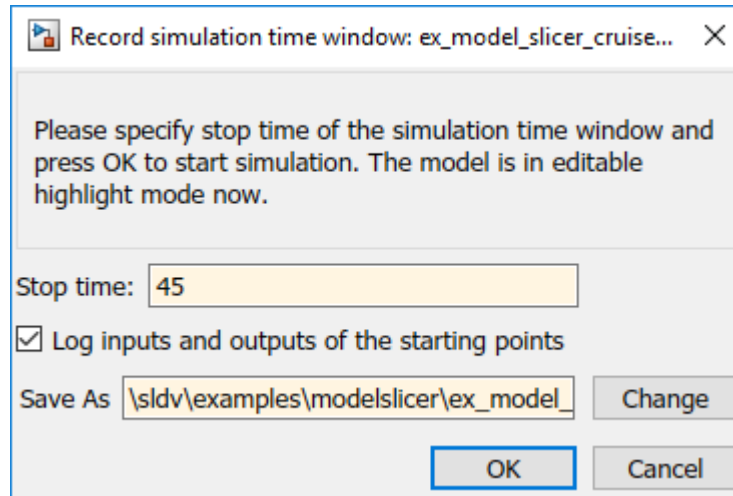 Record simulation time window: ex_model_slicer_cruise...
Please specify stop time of the simulation time window and
press OK to start simulation. The model is in editable
highlight mode now.
Stop time: 45
Log inputs and outputs of the starting points
Save As \sldv\examples\modelslicer\ex_model_ Change
OK Cancel